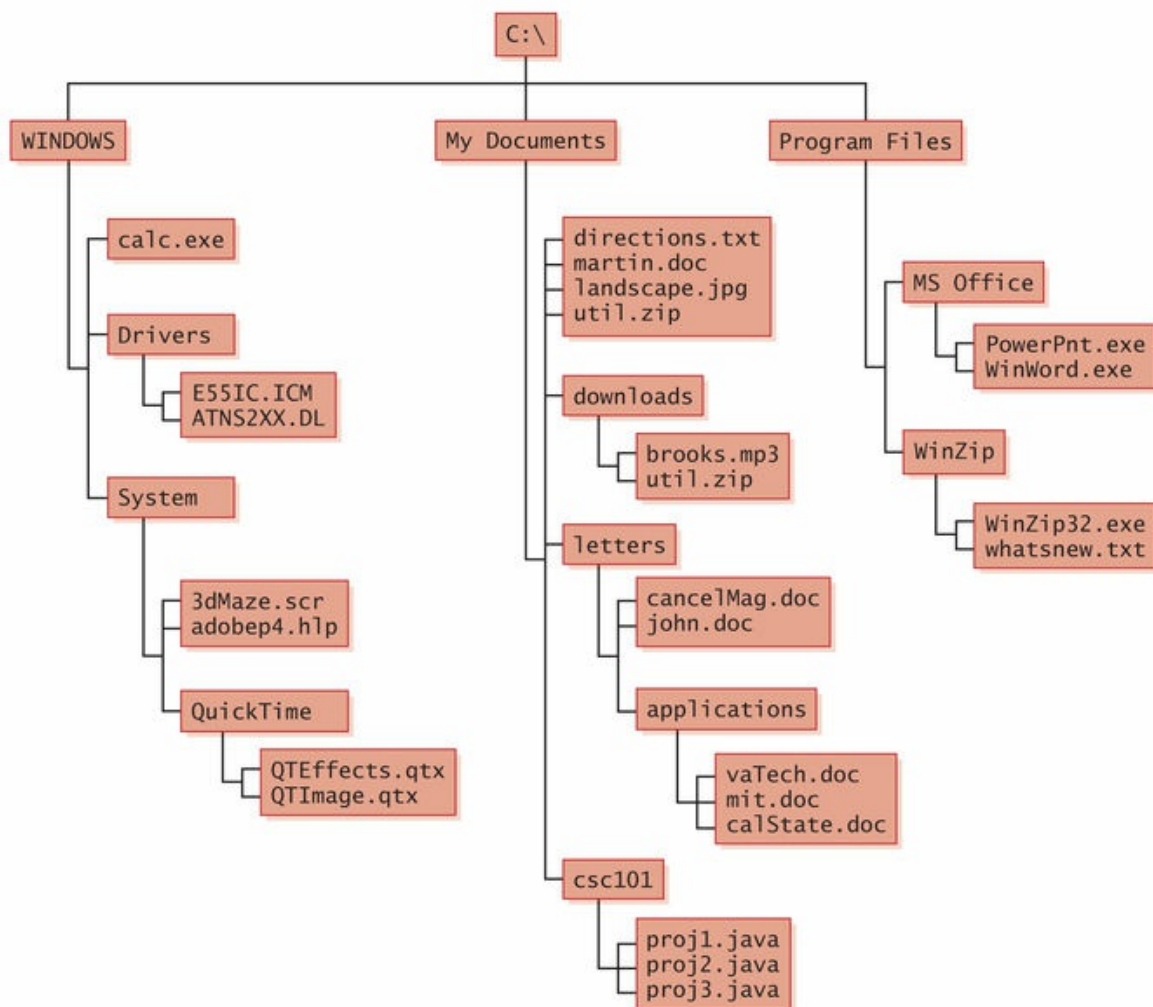 C:\
WINDOWS
calc.exe
Drivers
E55IC.ICM
ATNS2XX.DL
System
3dMaze.scr
adobep4.hlp
QuickTime
QTEffects.qtx
QTImage.qtx
My Documents
directions.txt
martin.doc
landscape.jpg
util.zip
downloads
brooks.mp3
util.zip
letters
cancelMag.doc
john.doc
applications
vaTech.doc
mit.doc
calState.doc
csc101
proj1.java
proj2.java
proj3.java
Program Files
MS Office
PowerPnt.exe
WinWord.exe
WinZip
WinZip32.exe
whatsnew.txt